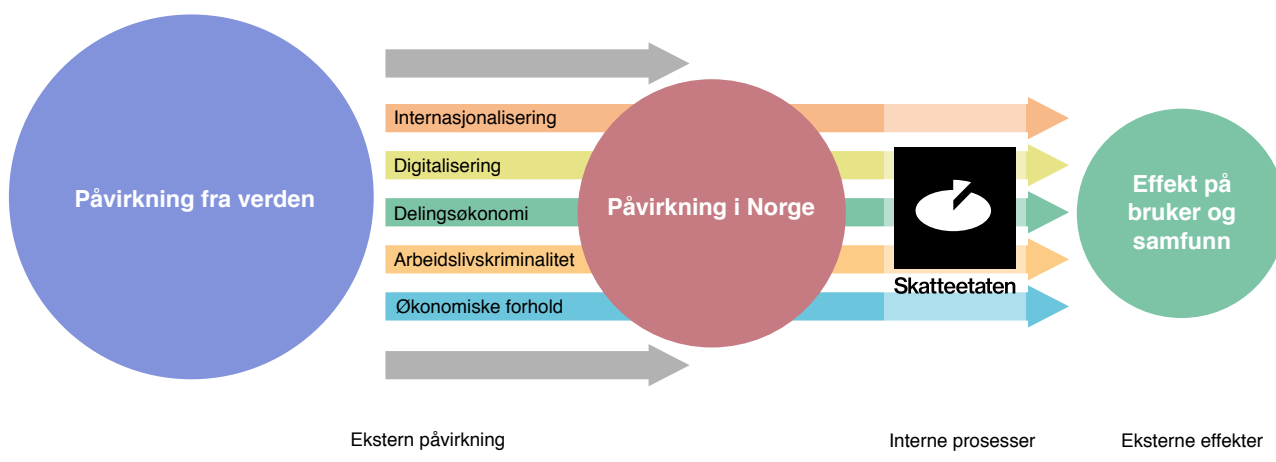 Påvirkning fra verden
Internasjonalisering
Digitalisering
Delingsøkonomi
Arbeidslivskriminalitet
Økonomiske forhold
Påvirkning i Norge
Skatteetaten
Effekt på
bruker og
samfunn
Ekstern påvirkning
Interne prosesser
Eksterne effekter